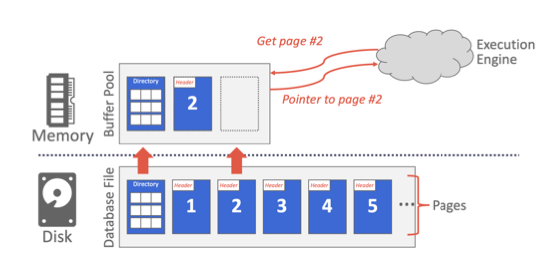 Get page #2
Execution
Engine
Pointer to page #2
Memory
Buffer Pool
Directory
Header
2
Disk
Database File
Directory
Header
1
Header
2
Header
3
Header
4
Header
5
...
Pages